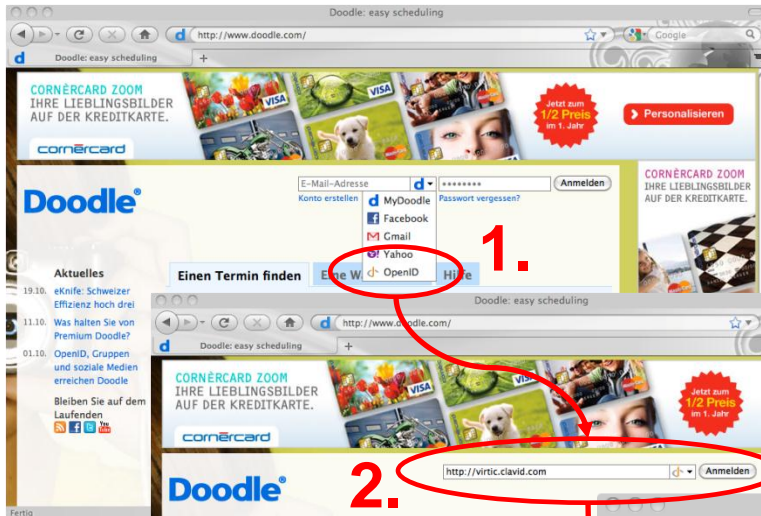 Doodle: easy scheduling
http://www.doodle.com/
Google
Doodle: easy scheduling
CORNÈRCARD ZOOM
IHRE LIEBLINGSBILDER
AUF DER KREDITKARTE.
cornèrcard
VISA
VISA
Jetzt zum
1/2 Preis
im 1. Jahr
Personalisieren
E-Mail-Adresse
Anmelden
Konto erstellen
Passwort vergessen?
Doodle
MyDoodle
Facebook
Gmail
Yahoo
OpenID
1.
CORNÈRCARD ZOOM
IHRE LIEBLINGSBILDER
AUF DER KREDITKARTE.
Einen Termin finden
Hilfe
Aktuelles
19.10. eKnife: Schweizer
Effizienz hoch drei
11.10. Was halten Sie von
Premium Doodle?
01.10. OpenID, Gruppen
und soziale Medien
erreichen Doodle
Bleiben Sie auf dem
Laufenden
You
Tube
Fertig
Doodle: easy scheduling
http://www.doodle.com/
Doodle: easy scheduling
CORNÈRCARD ZOOM
IHRE LIEBLINGSBILDER
AUF DER KREDITKARTE.
cornèrcard
VISA
VISA
Jetzt zum
1/2 Preis
im 1. Jahr
2.
http://virtic.clavid.com
Anmelden
Doodle